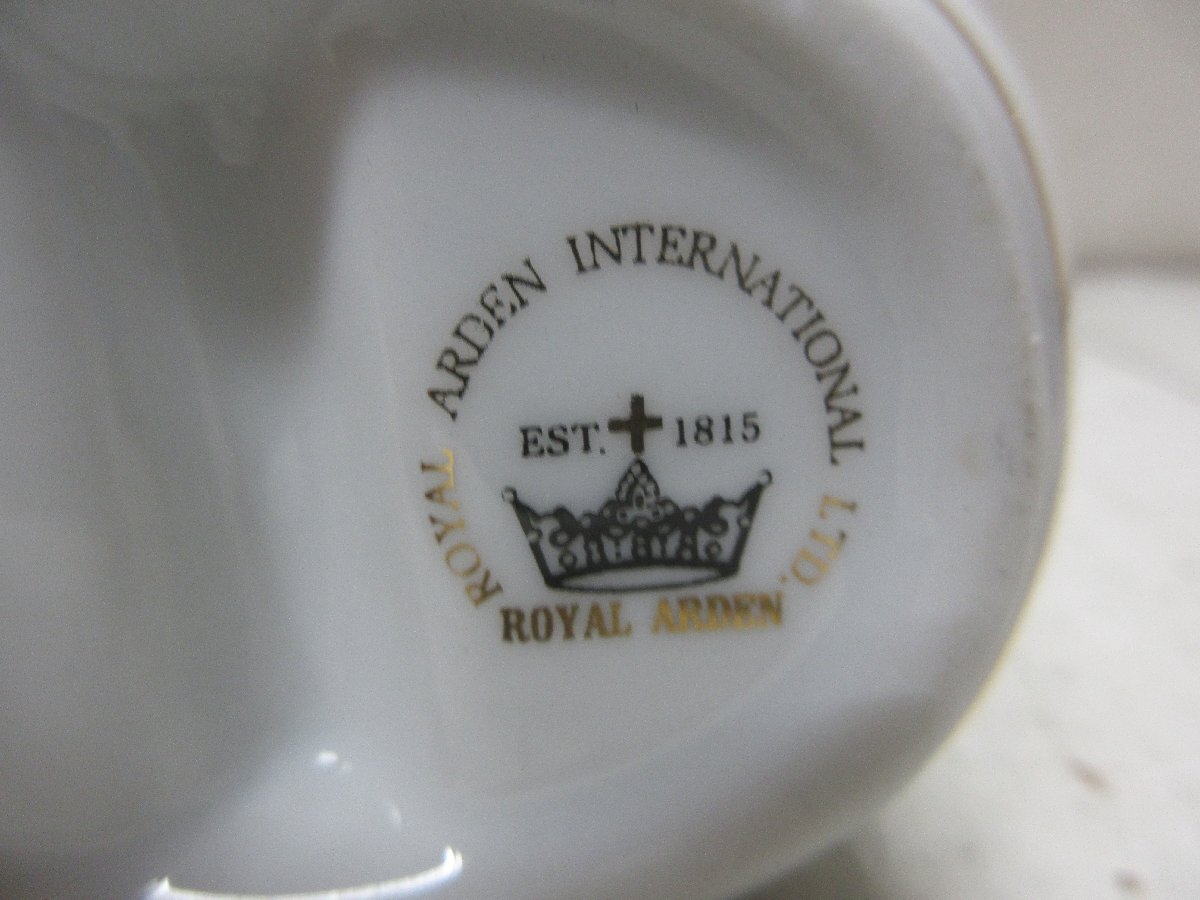 ROYAL ARDEN INTERNATIONAL LTD.
EST. 1815
ROYAL ARDEN